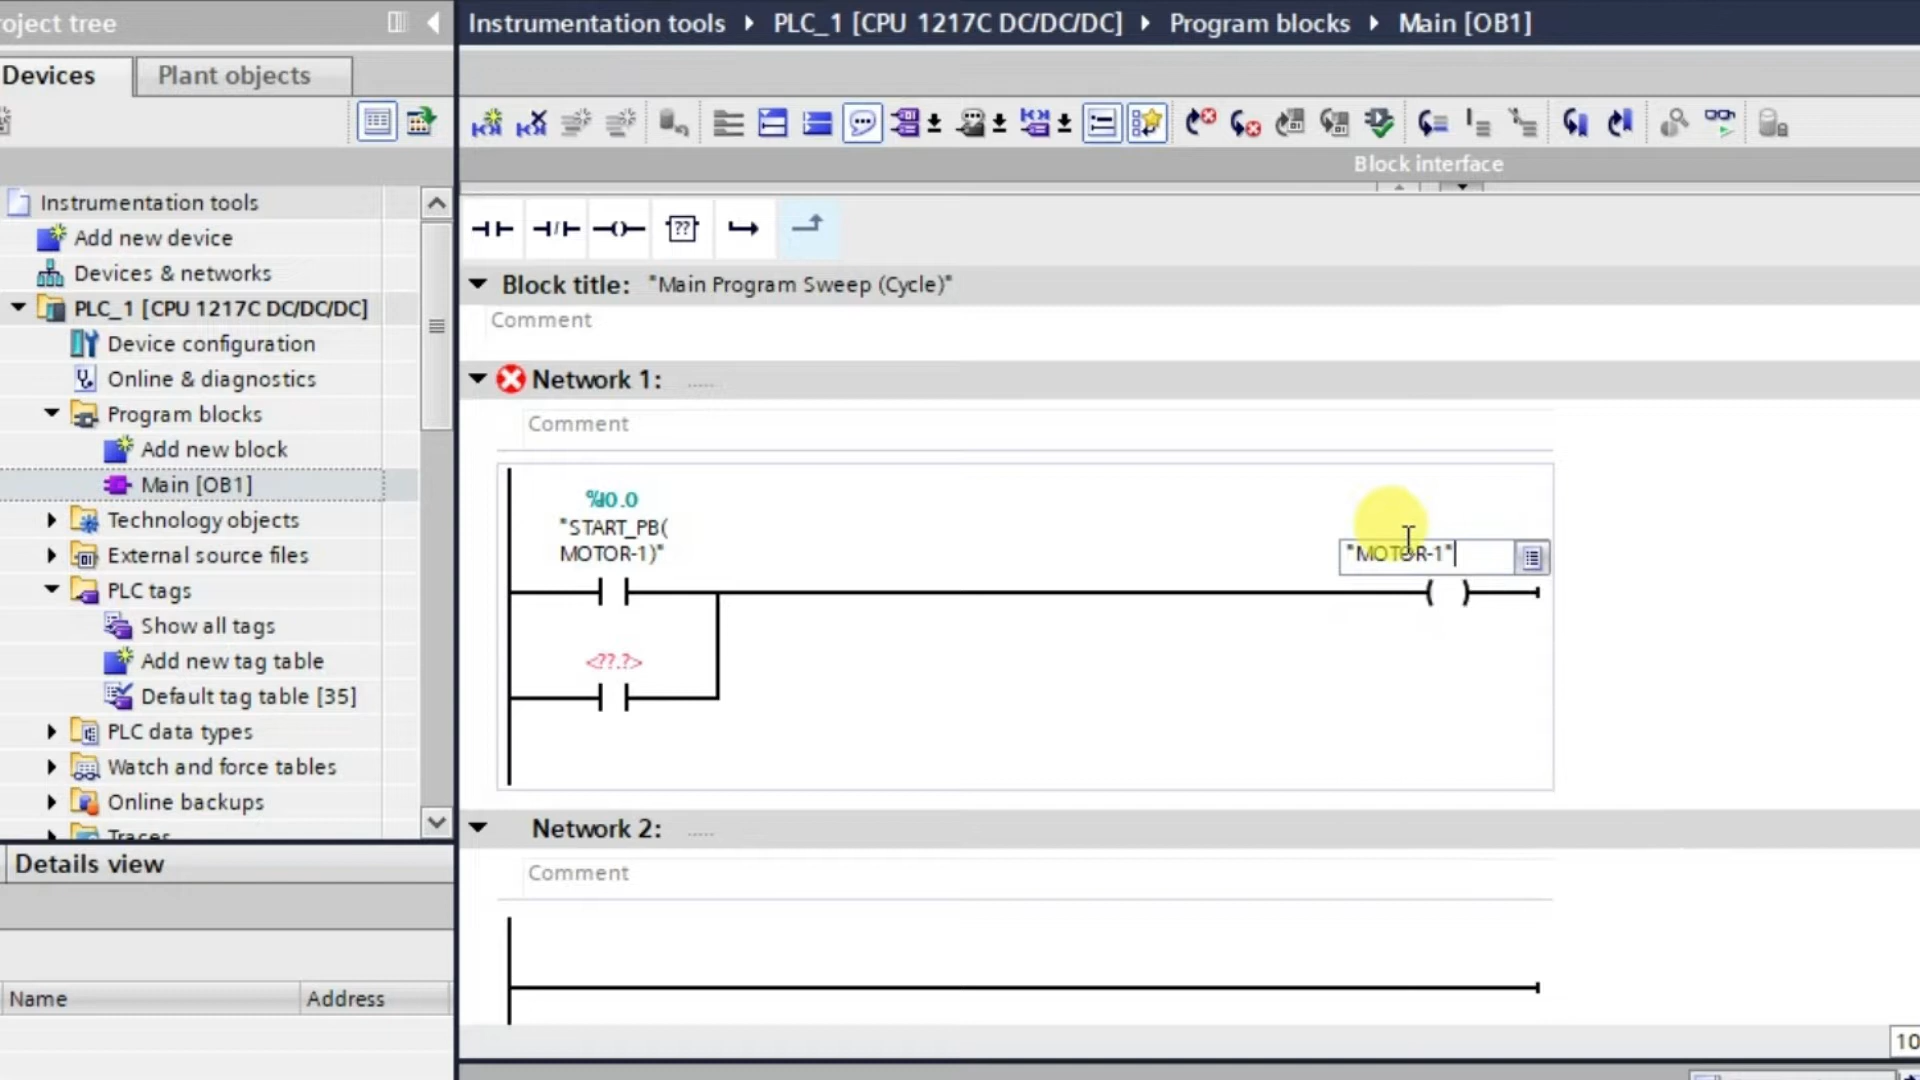 oject tree
Instrumentation tools PLC_1 [CPU 1217C DC/DC/DC] Program blocks Main [OB1]
Devices
Plant objects
Block interface
Instrumentation tools
Add new device
Devices & networks
PLC_1 [CPU 1217C DC/DC/DC]
Device configuration
Online & diagnostics
Program blocks
Add new block
Main [OB1]
Technology objects
External source files
PLC tags
Show all tags
Add new tag table
Default tag table [35]
PLC data types
Watch and force tables
Online backups
Traces
Details view
Name
Address
??
Block title: "Main Program Sweep (Cycle)"
Comment
Network 1: .....
Comment
%I0.0
"START_PB(
MOTOR-1)"
"MOTOR-1"
<??.?>
Network 2: .....
Comment
10